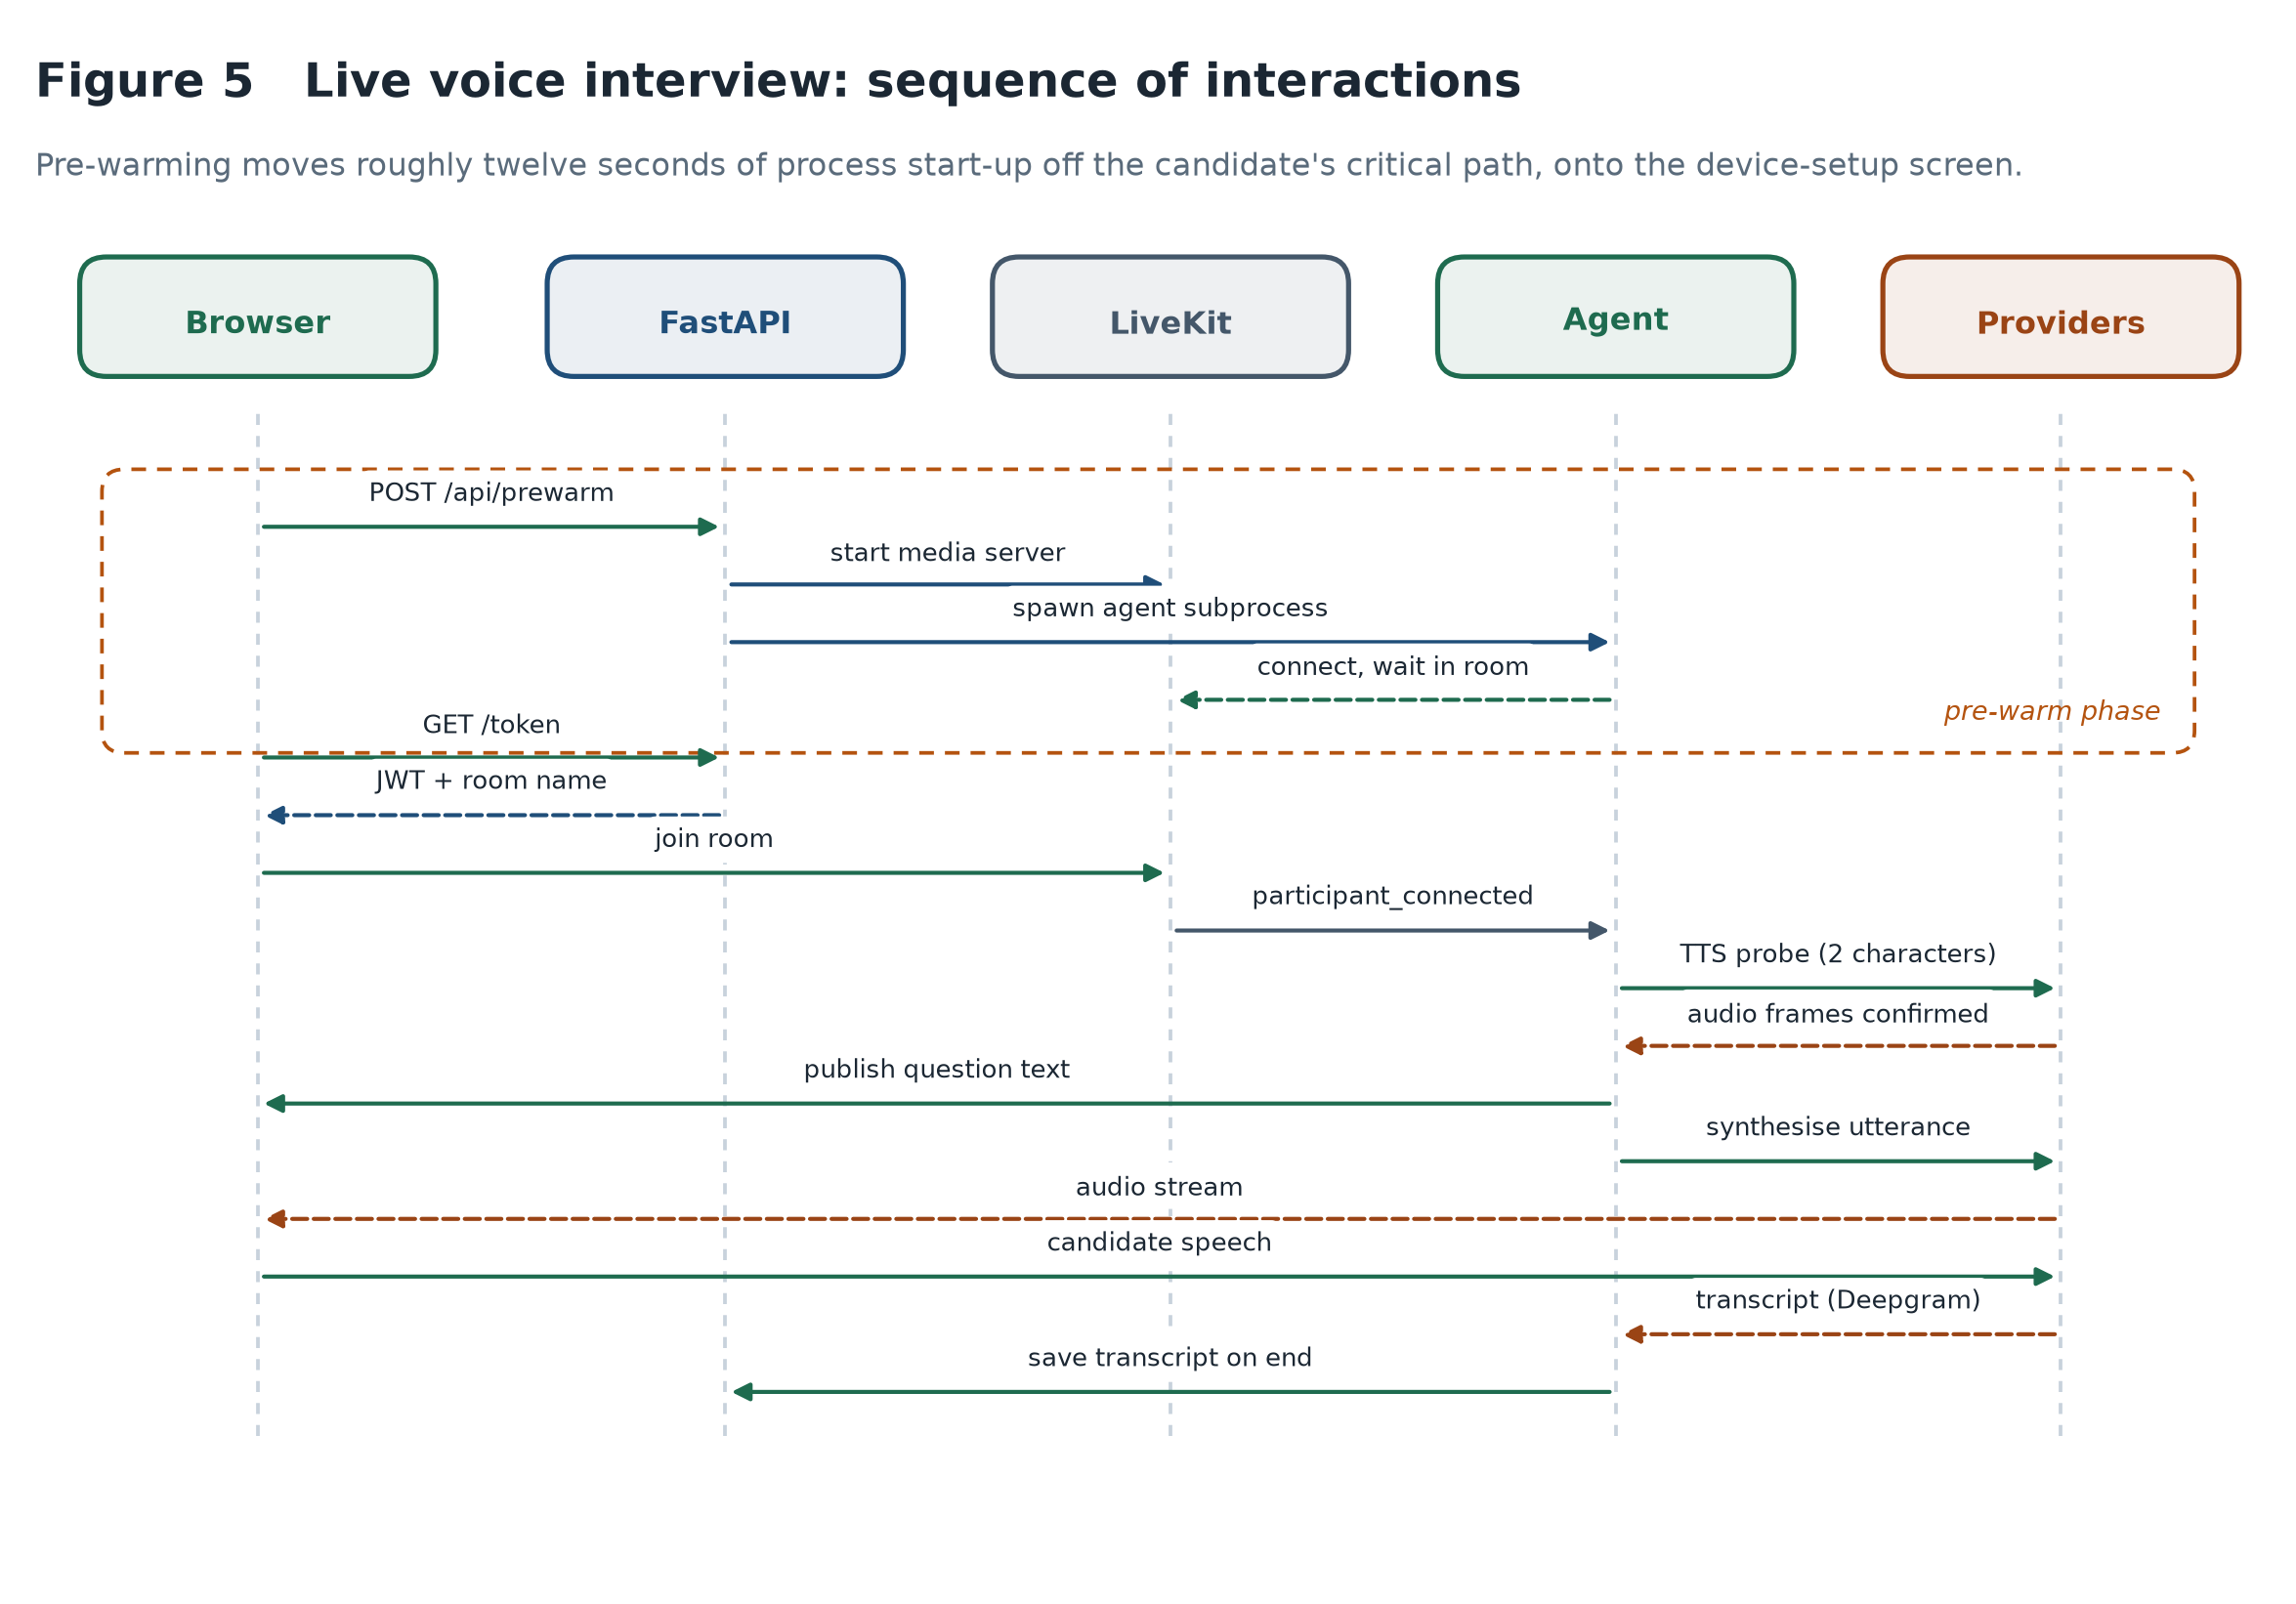 Figure 5   Live voice interview: sequence of interactions
Pre-warming moves roughly twelve seconds of process start-up off the candidate's critical path, onto the device-setup screen.
Browser
FastAPI
LiveKit
Agent
Providers
POST /api/prewarm
start media server
spawn agent subprocess
connect, wait in room
pre-warm phase
GET /token
JWT + room name
join room
participant_connected
TTS probe (2 characters)
audio frames confirmed
publish question text
synthesise utterance
audio stream
candidate speech
transcript (Deepgram)
save transcript on end